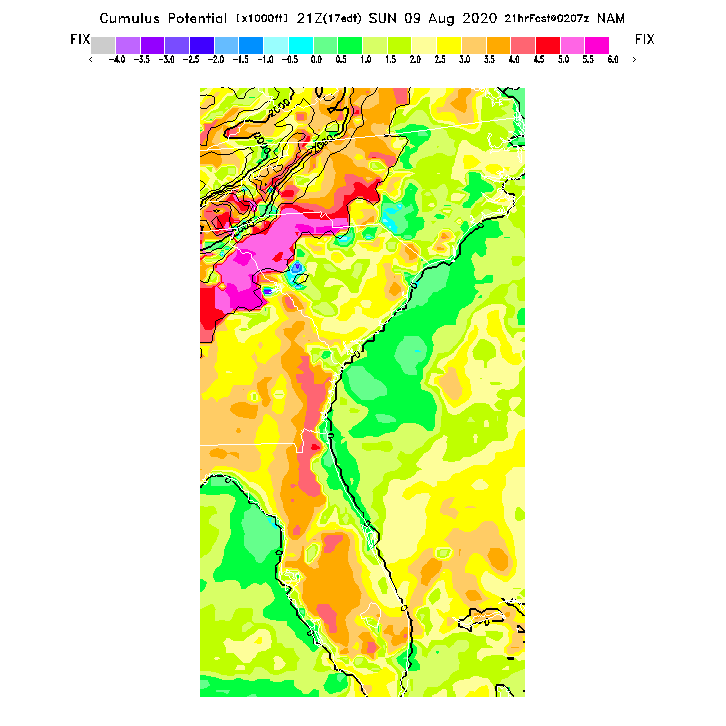 Cumulus Potential [x1000ft] 21Z(17edt) SUN 09 Aug 2020 21hrFcst@0207z NAM
FIX FIX
< -4.0 -3.5 -3.0 -2.5 -2.0 -1.5 -1.0 -0.5 0.0 0.5 1.0 1.5 2.0 2.5 3.0 3.5 4.0 4.5 5.0 5.5 6.0 >
2000
2000